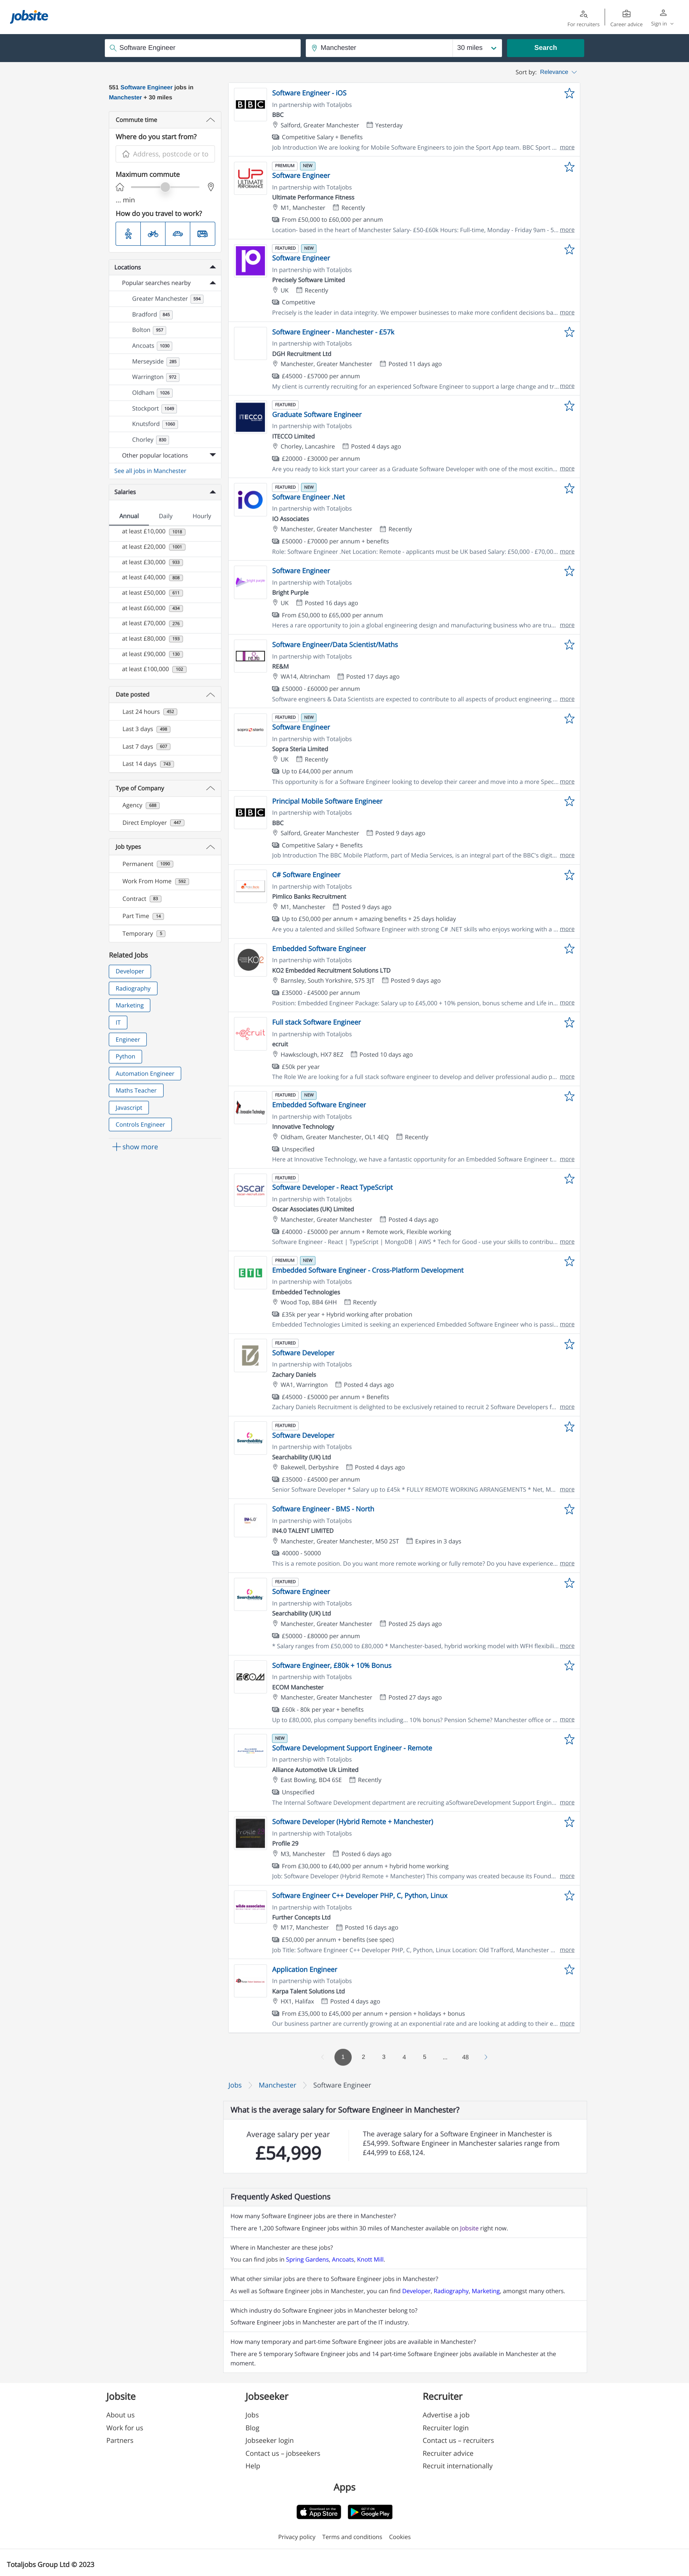 jobsite
For recruiters
Career advice
Sign in
Software Engineer
Manchester
30 miles
Search
Sort by: Relevance
551 Software Engineer jobs in
Manchester + 30 miles
Commute time
Where do you start from?
Address, postcode or to
Maximum commute
... min
How do you travel to work?
Locations
Popular searches nearby
Greater Manchester 594
Bradford 845
Bolton 957
Ancoats 1030
Merseyside 285
Warrington 972
Oldham 1026
Stockport 1049
Knutsford 1060
Chorley 830
Other popular locations
See all jobs in Manchester
Salaries
Annual Daily Hourly
at least £10,000 1018
at least £20,000 1001
at least £30,000 933
at least £40,000 808
at least £50,000 611
at least £60,000 434
at least £70,000 276
at least £80,000 193
at least £90,000 130
at least £100,000 102
Date posted
Last 24 hours 452
Last 3 days 498
Last 7 days 607
Last 14 days 743
Type of Company
Agency 688
Direct Employer 447
Job types
Permanent 1090
Work From Home 592
Contract 83
Part Time 14
Temporary 5
Related Jobs
Developer
Radiography
Marketing
IT
Engineer
Python
Automation Engineer
Maths Teacher
Javascript
Controls Engineer
show more
BBC
Software Engineer - iOS
In partnership with Totaljobs
BBC
Salford, Greater Manchester Yesterday
Competitive Salary + Benefits
Job Introduction We are looking for Mobile Software Engineers to join the Sport App team. BBC Sport ... more
UP
ULTIMATE
PERFORMANCE
PREMIUM NEW
Software Engineer
In partnership with Totaljobs
Ultimate Performance Fitness
M1, Manchester Recently
From £50,000 to £60,000 per annum
Location- based in the heart of Manchester Salary- £50-£60k Hours: Full-time, Monday - Friday 9am - 5... more
FEATURED NEW
Software Engineer
In partnership with Totaljobs
Precisely Software Limited
UK Recently
Competitive
Precisely is the leader in data integrity. We empower businesses to make more confident decisions ba... more
Software Engineer - Manchester - £57k
In partnership with Totaljobs
DGH Recruitment Ltd
Manchester, Greater Manchester Posted 11 days ago
£45000 - £57000 per annum
My client is currently recruiting for an experienced Software Engineer to support a large change and tr... more
ITECCO
FEATURED
Graduate Software Engineer
In partnership with Totaljobs
ITECCO Limited
Chorley, Lancashire Posted 4 days ago
£20000 - £30000 per annum
Are you ready to kick start your career as a Graduate Software Developer with one of the most excitin... more
iO
FEATURED NEW
Software Engineer .Net
In partnership with Totaljobs
IO Associates
Manchester, Greater Manchester Recently
£50000 - £70000 per annum + benefits
Role: Software Engineer .Net Location: Remote - applicants must be UK based Salary: £50,000 - £70,00... more
Software Engineer
In partnership with Totaljobs
Bright Purple
UK Posted 16 days ago
From £50,000 to £65,000 per annum
Heres a rare opportunity to join a global engineering design and manufacturing business who are tru... more
Software Engineer/Data Scientist/Maths
In partnership with Totaljobs
RE&M
WA14, Altrincham Posted 17 days ago
£50000 - £60000 per annum
Software engineers & Data Scientists are expected to contribute to all aspects of product engineering ... more
sopra steria
FEATURED NEW
Software Engineer
In partnership with Totaljobs
Sopra Steria Limited
UK Recently
Up to £44,000 per annum
This opportunity is for a Software Engineer looking to develop their career and move into a more Spec... more
BBC
Principal Mobile Software Engineer
In partnership with Totaljobs
BBC
Salford, Greater Manchester Posted 9 days ago
Competitive Salary + Benefits
Job Introduction The BBC Mobile Platform, part of Media Services, is an integral part of the BBC's digit... more
C# Software Engineer
In partnership with Totaljobs
Pimlico Banks Recruitment
M1, Manchester Posted 9 days ago
Up to £50,000 per annum + amazing benefits + 25 days holiday
Are you a talented and skilled Software Engineer with strong C# .NET skills who enjoys working with a ... more
KO2
Embedded Software Engineer
In partnership with Totaljobs
KO2 Embedded Recruitment Solutions LTD
Barnsley, South Yorkshire, S75 3JT Posted 9 days ago
£35000 - £45000 per annum
Position: Embedded Engineer Package: Salary up to £45,000 + 10% pension, bonus scheme and Life in... more
ecruit
Full stack Software Engineer
In partnership with Totaljobs
ecruit
Hawksclough, HX7 8EZ Posted 10 days ago
£50k per year
The Role We are looking for a full stack software engineer to develop and deliver professional audio p... more
Innovative Technology
FEATURED NEW
Embedded Software Engineer
In partnership with Totaljobs
Innovative Technology
Oldham, Greater Manchester, OL1 4EQ Recently
Unspecified
Here at Innovative Technology, we have a fantastic opportunity for an Embedded Software Engineer t... more
oscar
FEATURED
Software Developer - React TypeScript
In partnership with Totaljobs
Oscar Associates (UK) Limited
Manchester, Greater Manchester Posted 4 days ago
£40000 - £50000 per annum + Remote work, Flexible working
Software Engineer - React | TypeScript | MongoDB | AWS * Tech for Good - use your skills to contribu... more
ETL
PREMIUM NEW
Embedded Software Engineer - Cross-Platform Development
In partnership with Totaljobs
Embedded Technologies
Wood Top, BB4 6HH Recently
£35k per year + Hybrid working after probation
Embedded Technologies Limited is seeking an experienced Embedded Software Engineer who is passi... more
FEATURED
Software Developer
In partnership with Totaljobs
Zachary Daniels
WA1, Warrington Posted 4 days ago
£45000 - £50000 per annum + Benefits
Zachary Daniels Recruitment is delighted to be exclusively retained to recruit 2 Software Developers f... more
Searchability
FEATURED
Software Developer
In partnership with Totaljobs
Searchability (UK) Ltd
Bakewell, Derbyshire Posted 4 days ago
£35000 - £45000 per annum
Senior Software Developer * Salary up to £45k * FULLY REMOTE WORKING ARRANGEMENTS * Net, M... more
IN4.0
Software Engineer - BMS - North
In partnership with Totaljobs
IN4.0 TALENT LIMITED
Manchester, Greater Manchester, M50 2ST Expires in 3 days
40000 - 50000
This is a remote position. Do you want more remote working or fully remote? Do you have experience... more
Searchability
FEATURED
Software Engineer
In partnership with Totaljobs
Searchability (UK) Ltd
Manchester, Greater Manchester Posted 25 days ago
£50000 - £80000 per annum
* Salary ranges from £50,000 to £80,000 * Manchester-based, hybrid working model with WFH flexibili... more
ECOM
Software Engineer, £80k + 10% Bonus
In partnership with Totaljobs
ECOM Manchester
Manchester, Greater Manchester Posted 27 days ago
£60k - 80k per year + benefits
Up to £80,000, plus company benefits including... 10% bonus? Pension Scheme? Manchester office or ... more
NEW
Software Development Support Engineer - Remote
In partnership with Totaljobs
Alliance Automotive Uk Limited
East Bowling, BD4 6SE Recently
Unspecified
The Internal Software Development department are recruiting aSoftwareDevelopment Support Engin... more
Software Developer (Hybrid Remote + Manchester)
In partnership with Totaljobs
Profile 29
M3, Manchester Posted 6 days ago
From £30,000 to £40,000 per annum + hybrid home working
Job: Software Developer (Hybrid Remote + Manchester) This company was created because its Found... more
Software Engineer C++ Developer PHP, C, Python, Linux
In partnership with Totaljobs
Further Concepts Ltd
M17, Manchester Posted 16 days ago
£50,000 per annum + benefits (see spec)
Job Title: Software Engineer C++ Developer PHP, C, Python, Linux Location: Old Trafford, Manchester ... more
Application Engineer
In partnership with Totaljobs
Karpa Talent Solutions Ltd
HX1, Halifax Posted 4 days ago
From £35,000 to £45,000 per annum + pension + holidays + bonus
Our business partner are currently growing at an exponential rate and are looking at adding to their e... more
1 2 3 4 5 ... 48
Jobs Manchester Software Engineer
What is the average salary for Software Engineer in Manchester?
Average salary per year
£54,999
The average salary for a Software Engineer in Manchester is
£54,999. Software Engineer in Manchester salaries range from
£44,999 to £68,124.
Frequently Asked Questions
How many Software Engineer jobs are there in Manchester?
There are 1,200 Software Engineer jobs within 30 miles of Manchester available on Jobsite right now.
Where in Manchester are these jobs?
You can find jobs in Spring Gardens, Ancoats, Knott Mill.
What other similar jobs are there to Software Engineer jobs in Manchester?
As well as Software Engineer jobs in Manchester, you can find Developer, Radiography, Marketing, amongst many others.
Which industry do Software Engineer jobs in Manchester belong to?
Software Engineer jobs in Manchester are part of the IT industry.
How many temporary and part-time Software Engineer jobs are available in Manchester?
There are 5 temporary Software Engineer jobs and 14 part-time Software Engineer jobs available in Manchester at the
moment.
Jobsite
About us
Work for us
Partners
Jobseeker
Jobs
Blog
Jobseeker login
Contact us – jobseekers
Help
Recruiter
Advertise a job
Recruiter login
Contact us – recruiters
Recruiter advice
Recruit internationally
Apps
Download on the App Store
GET IT ON Google Play
Privacy policy Terms and conditions Cookies
Totaljobs Group Ltd © 2023